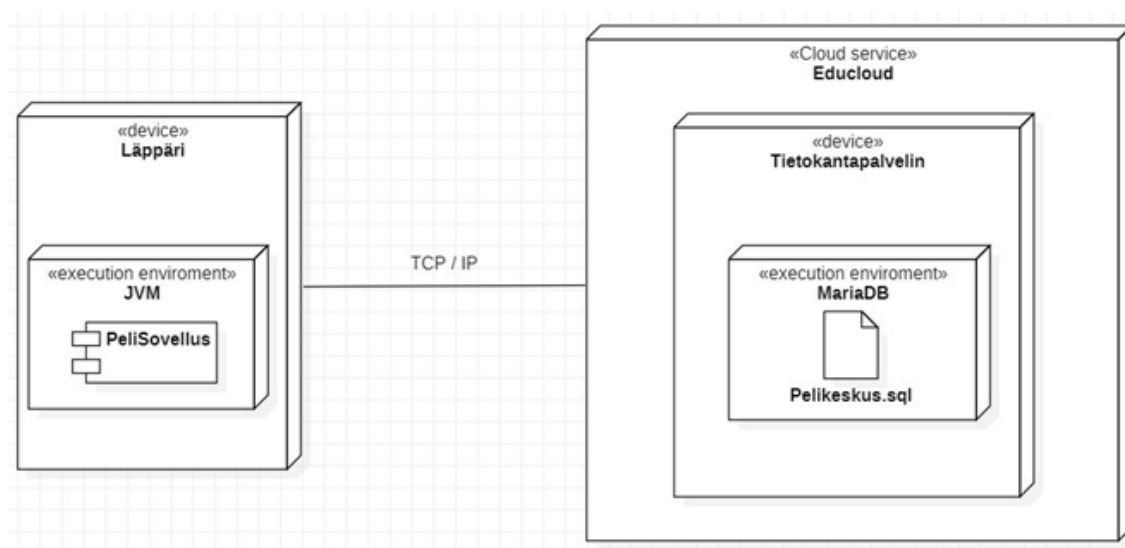 «device»
Läppäri
«execution enviroment»
JVM
PeliSovellus
TCP / IP
«Cloud service»
Educloud
«device»
Tietokantapalvelin
«execution enviroment»
MariaDB
Pelikeskus.sql